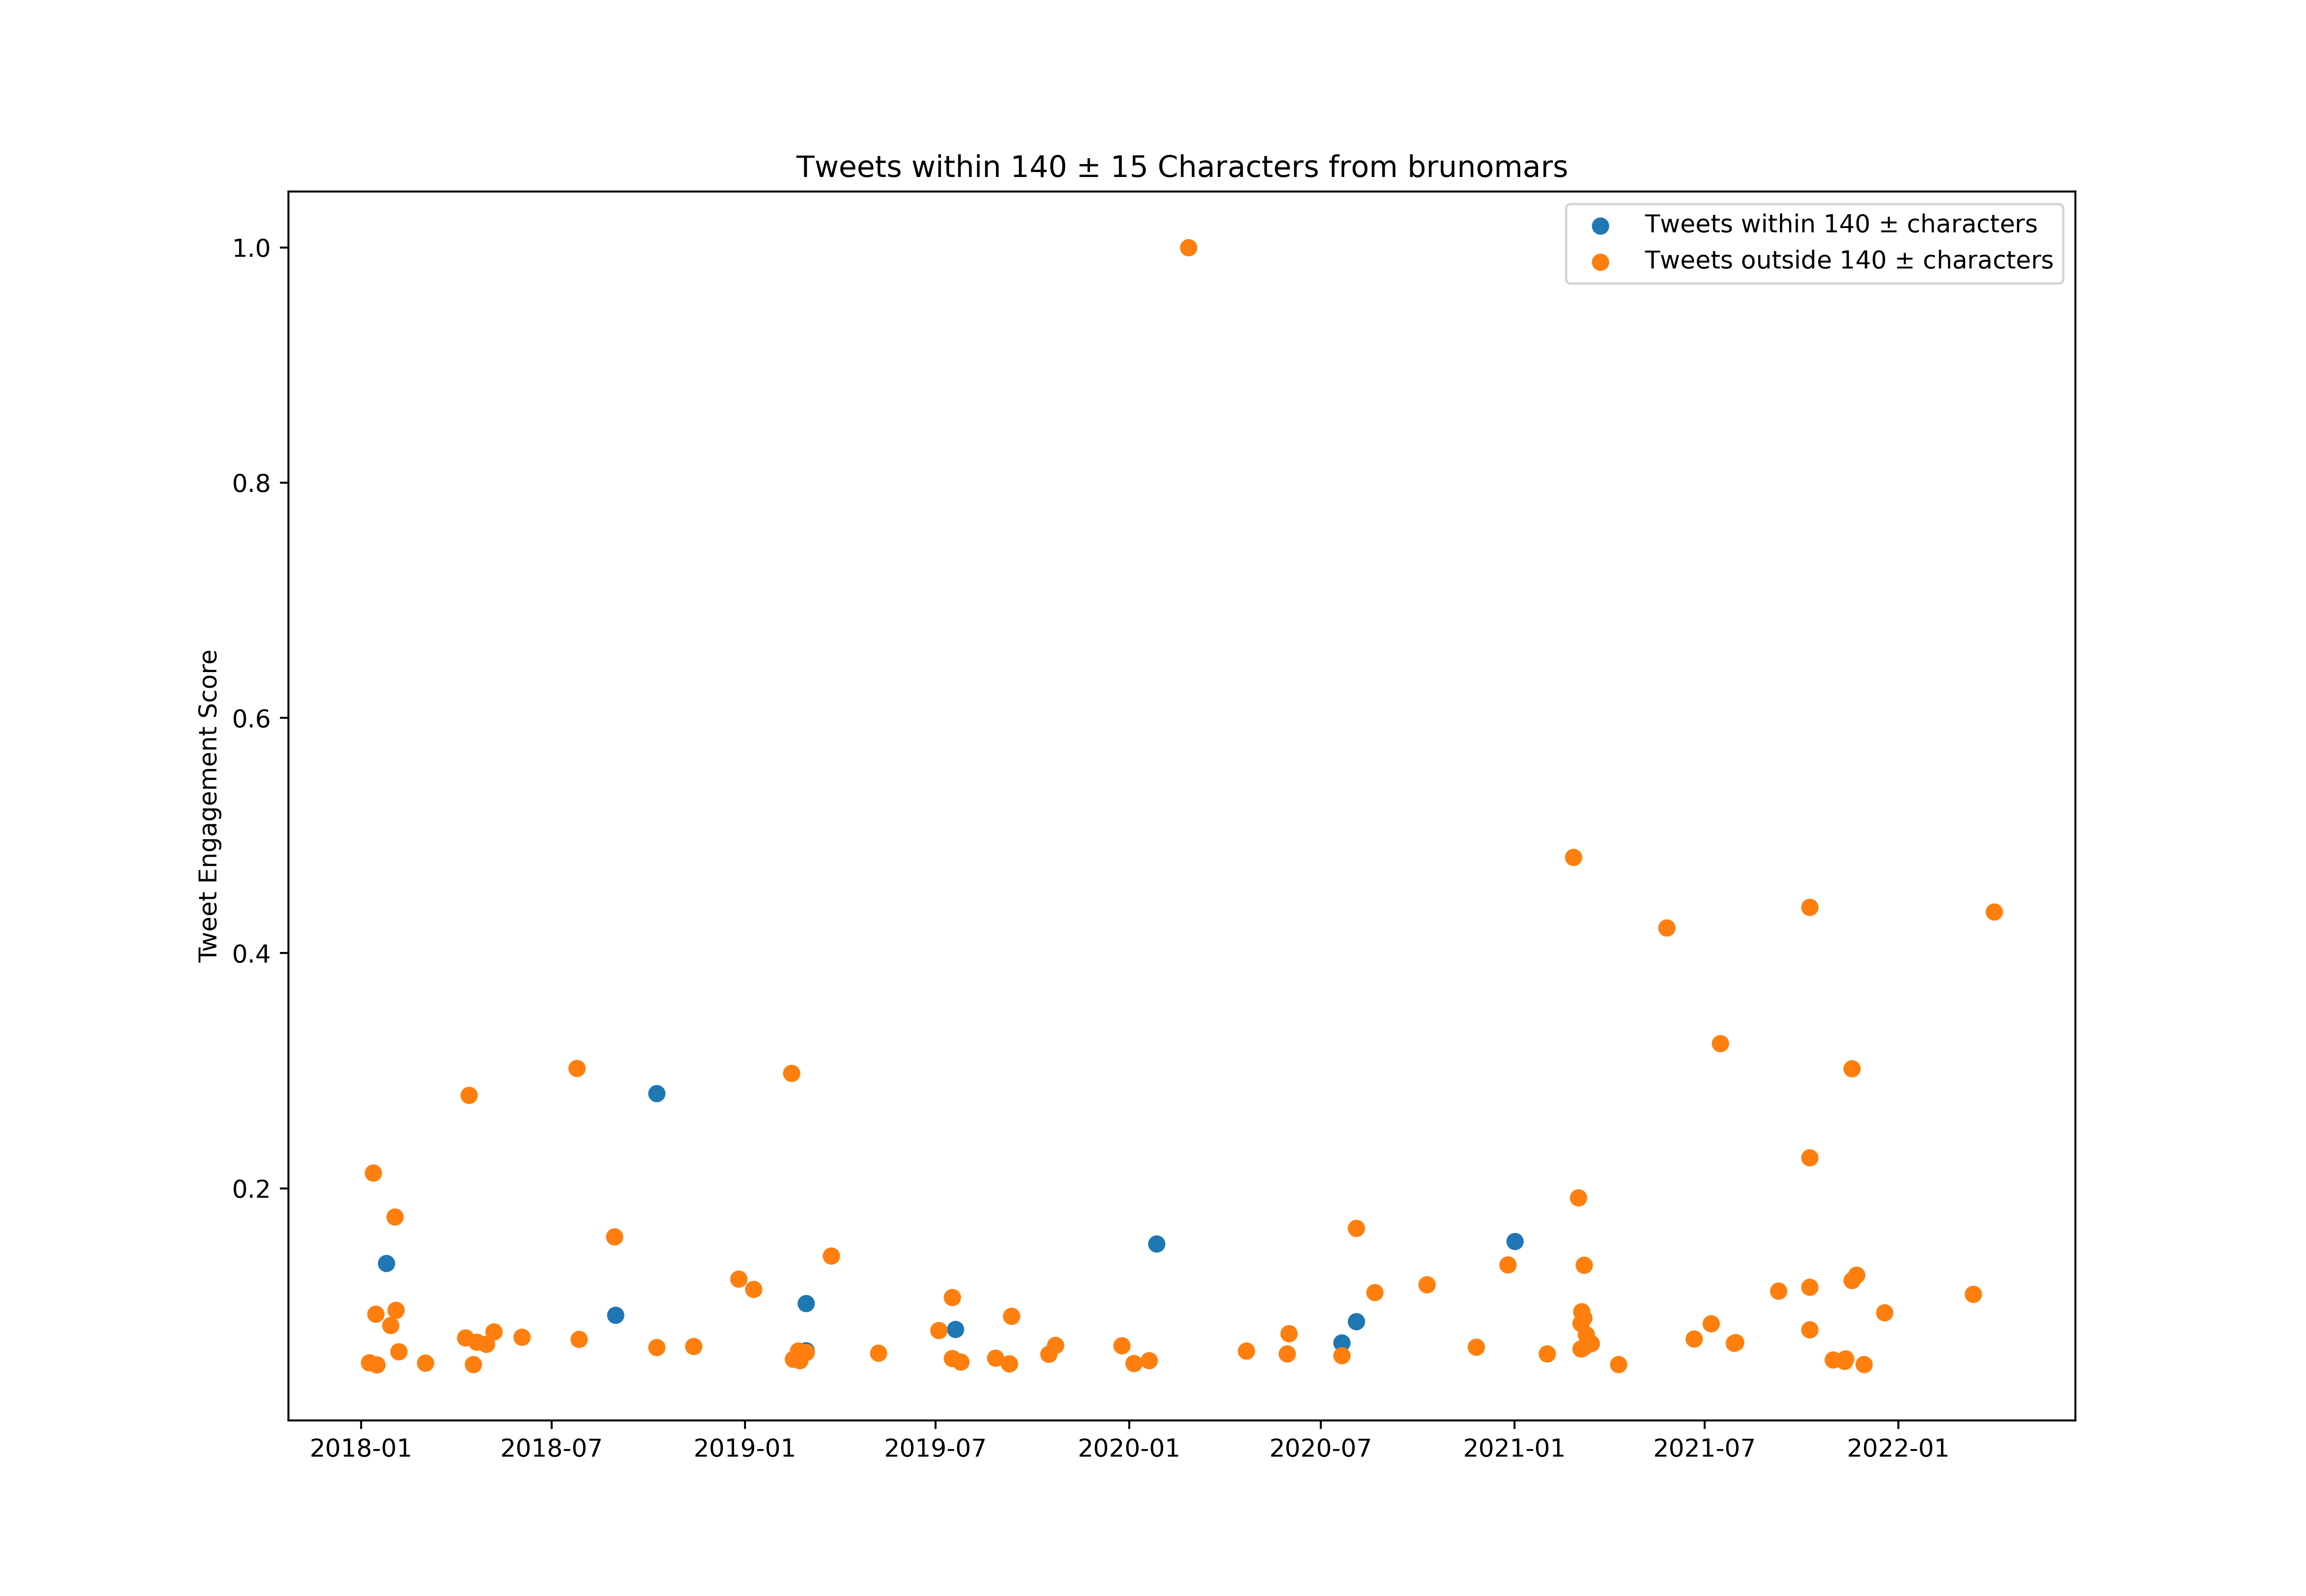 Tweets within 140 ± 15 Characters from brunomars
Tweets within 140 ± characters
Tweets outside 140 ± characters
Tweet Engagement Score
1.0
0.8
0.6
0.4
0.2
2018-01 2018-07 2019-01 2019-07 2020-01 2020-07 2021-01 2021-07 2022-01